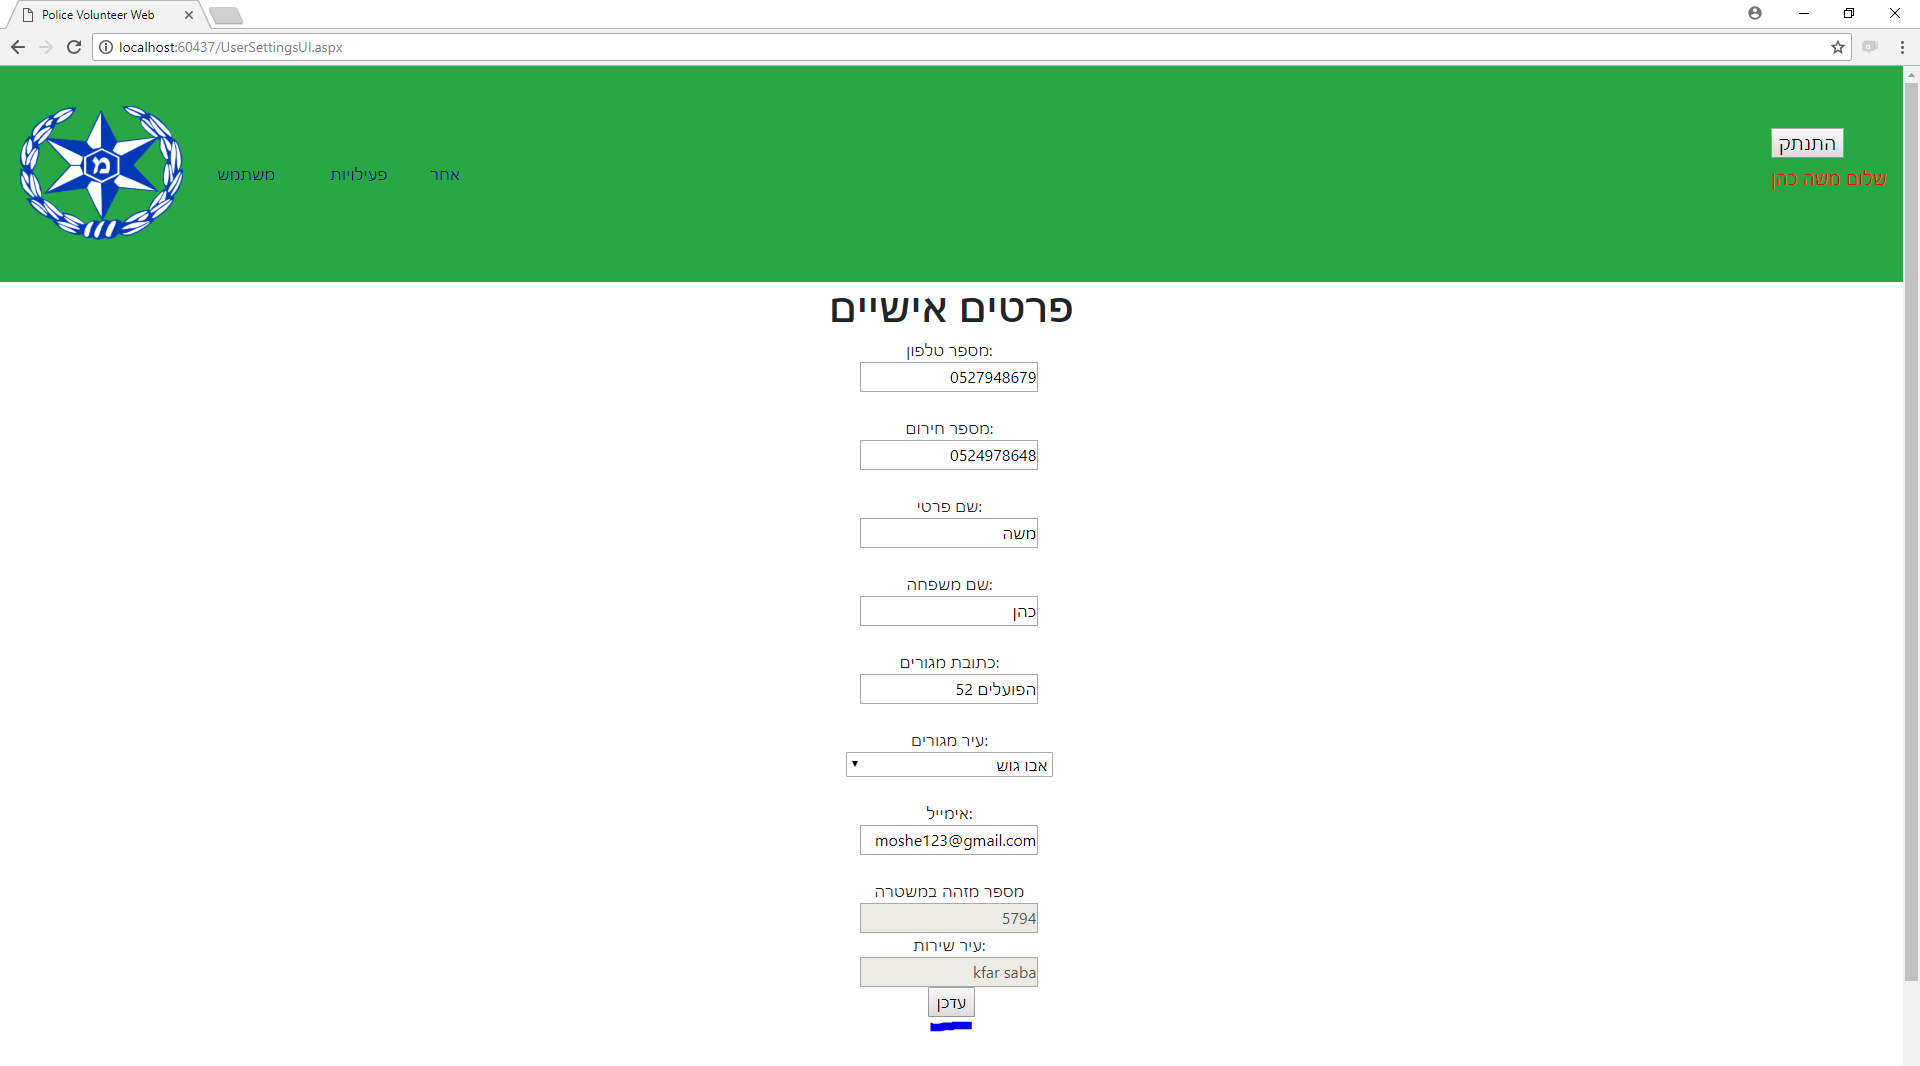 Police Volunteer Web
localhost:60437/UserSettingsUI.aspx
מ
משתמש
פעילויות
אחר
התנתק
שלום משה כהן
פרטים אישיים
מספר טלפון:
0527948679
מספר חירום:
0524978648
שם פרטי:
משה
שם משפחה:
כהן
כתובת מגורים:
הפועלים 52
עיר מגורים:
אבו גוש
אימייל:
moshe123@gmail.com
מספר מזהה במשטרה
5794
עיר שירות:
kfar saba
עדכן